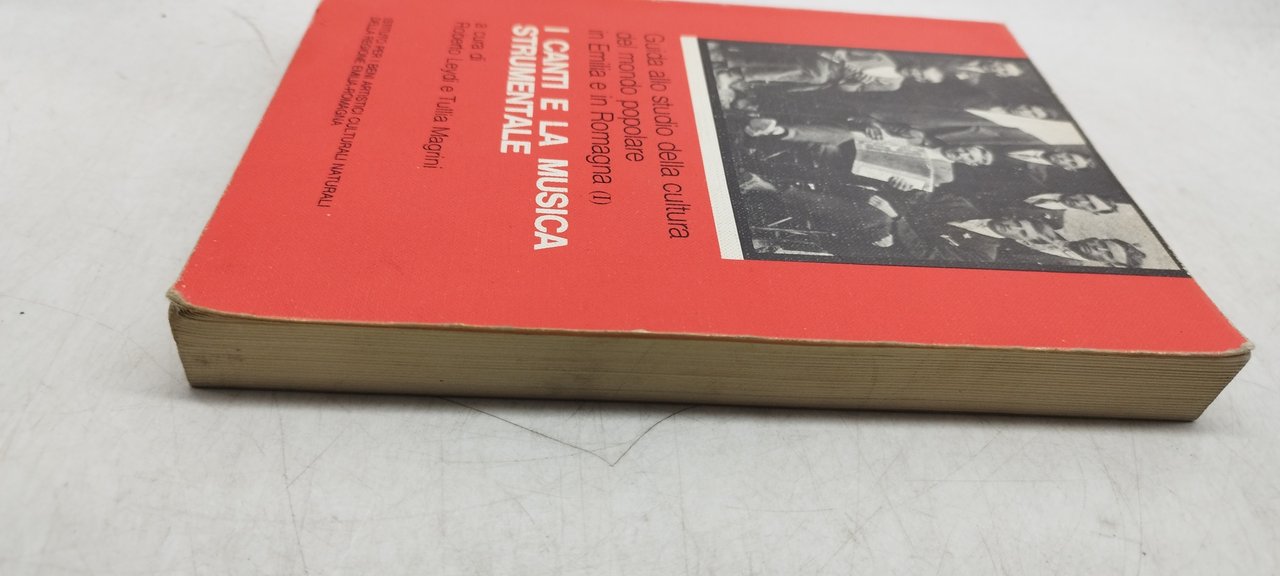 Guida allo studio della cultura
del mondo popolare
in Emilia e in Romagna (I)
I CANTI E LA MUSICA
STRUMENTALE
a cura di
Roberto Leydi e Tullia Magrini
ISTITUTO PER I BENI ARTISTICI CULTURALI NATURALI
DELLA REGIONE EMILIA-ROMAGNA